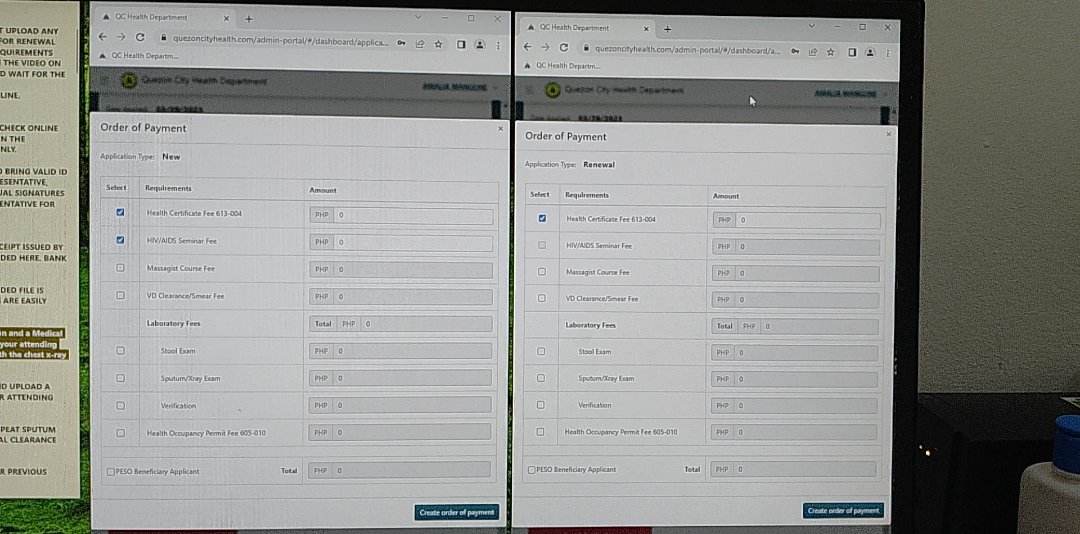 T UPLOAD ANY
FOR RENEWAL
QUIREMENTS
THE VIDEO ON
D WAIT FOR THE
LINE.
CHECK ONLINE
N THE
NLY.
BRING VALID ID
ESENTATIVE,
UAL SIGNATURES
ENTATIVE FOR
CEIPT ISSUED BY
DED HERE. BANK
DED FILE IS
ARE EASILY
on and a Medical
your attending
th the chest x-ray
D UPLOAD A
R ATTENDING
PEAT SPUTUM
AL CLEARANCE
R PREVIOUS
QC Health Department
quezoncityhealth.com/admin-portal/#/dashboard/applica...
QC Health Departm...
Quezon City Health Department
Order of Payment
Application Type: New
Select Requirements Amount
Health Certificate Fee 613-004 PHP 0
HIV/AIDS Seminar Fee PHP 0
Massagist Course Fee PHP 0
VD Clearance/Smear Fee PHP 0
Laboratory Fees Total PHP 0
Stool Exam PHP 0
Sputum/Xray Exam PHP 0
Verification PHP 0
Health Occupancy Permit Fee 605-010 PHP 0
PESO Beneficiary Applicant Total PHP 0
Create order of payment
QC Health Department
quezoncityhealth.com/admin-portal/#/dashboard/a...
QC Health Departm...
Quezon City Health Department
Order of Payment
Application Type: Renewal
Select Requirements Amount
Health Certificate Fee 613-004 PHP 0
HIV/AIDS Seminar Fee PHP 0
Massagist Course Fee PHP 0
VD Clearance/Smear Fee PHP 0
Laboratory Fees Total PHP 0
Stool Exam PHP 0
Sputum/Xray Exam PHP 0
Verification PHP 0
Health Occupancy Permit Fee 605-010 PHP 0
PESO Beneficiary Applicant Total PHP 0
Create order of payment